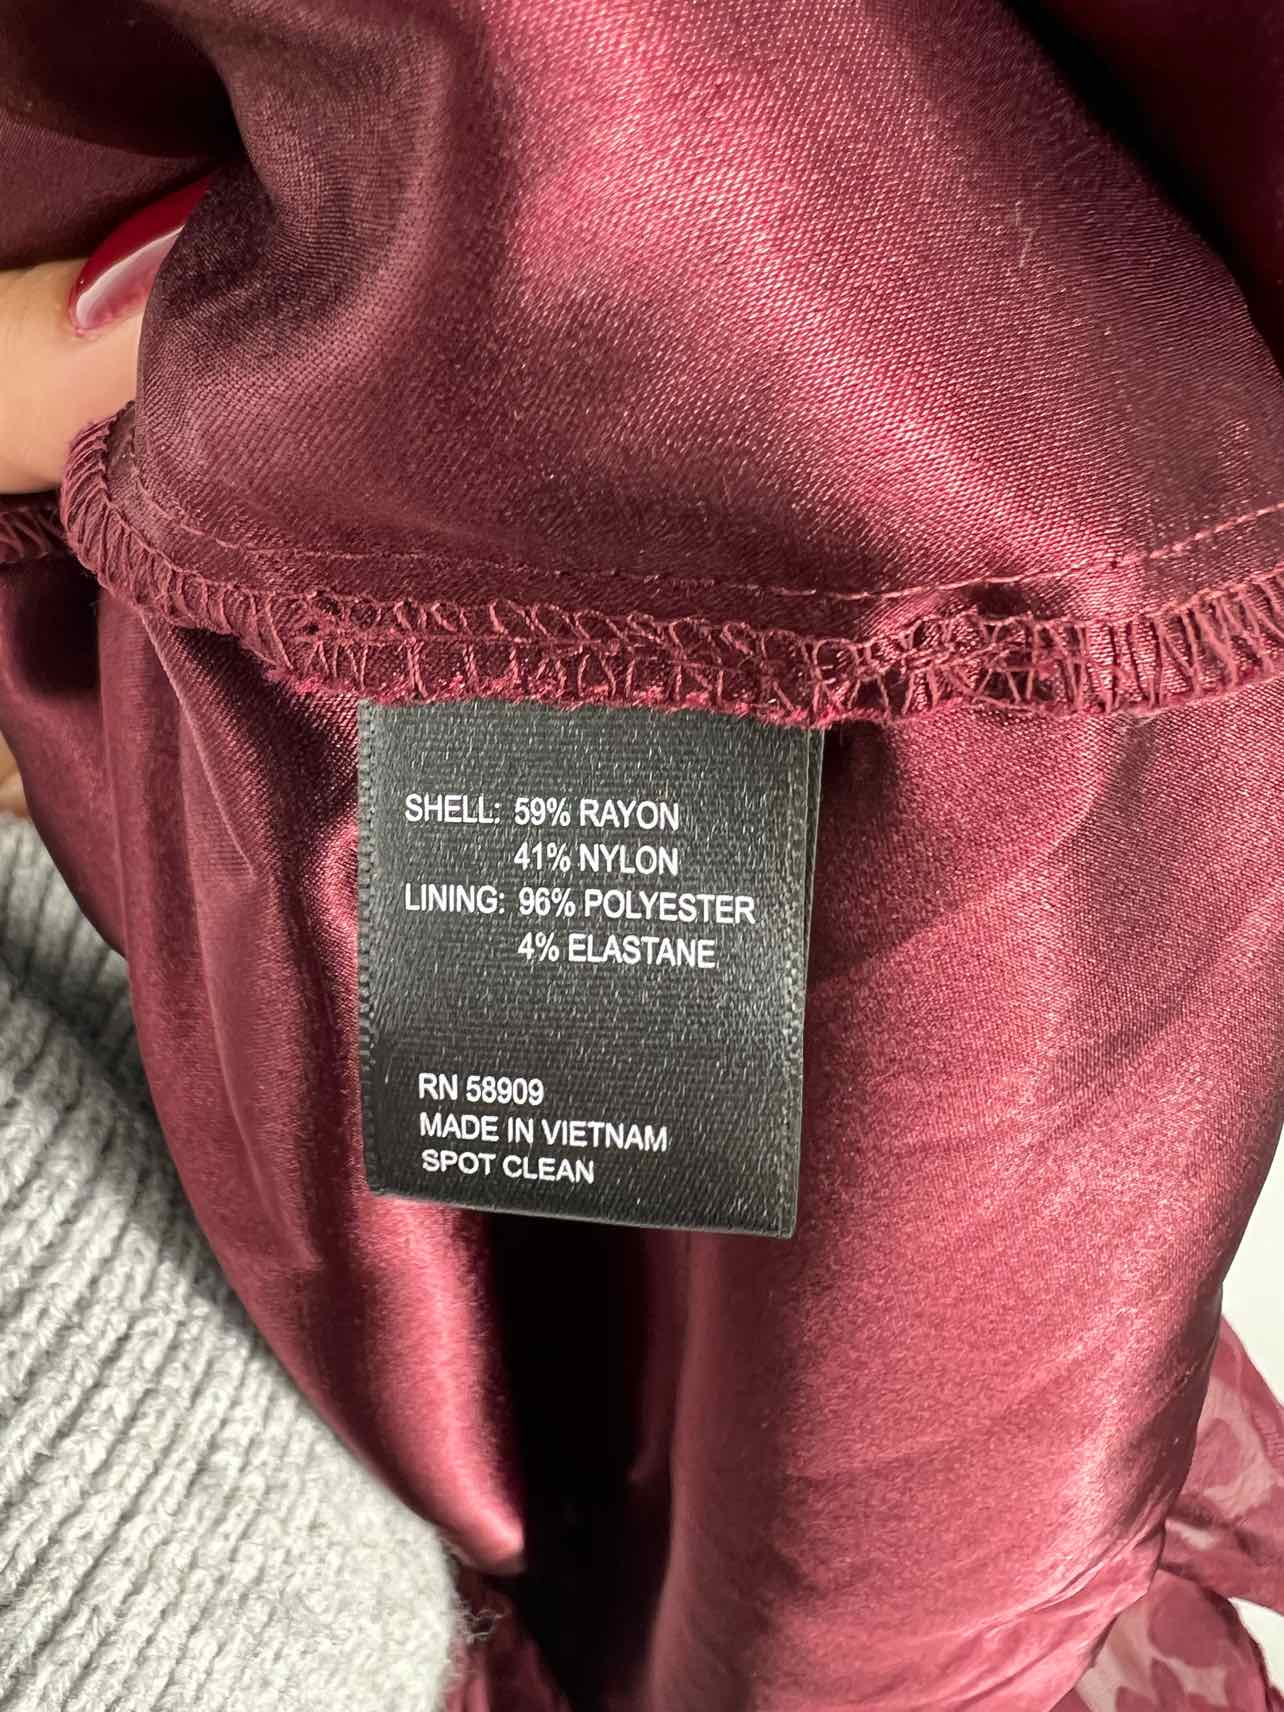 SHELL: 59% RAYON
41% NYLON
LINING: 96% POLYESTER
4% ELASTANE
RN 58909
MADE IN VIETNAM
SPOT CLEAN